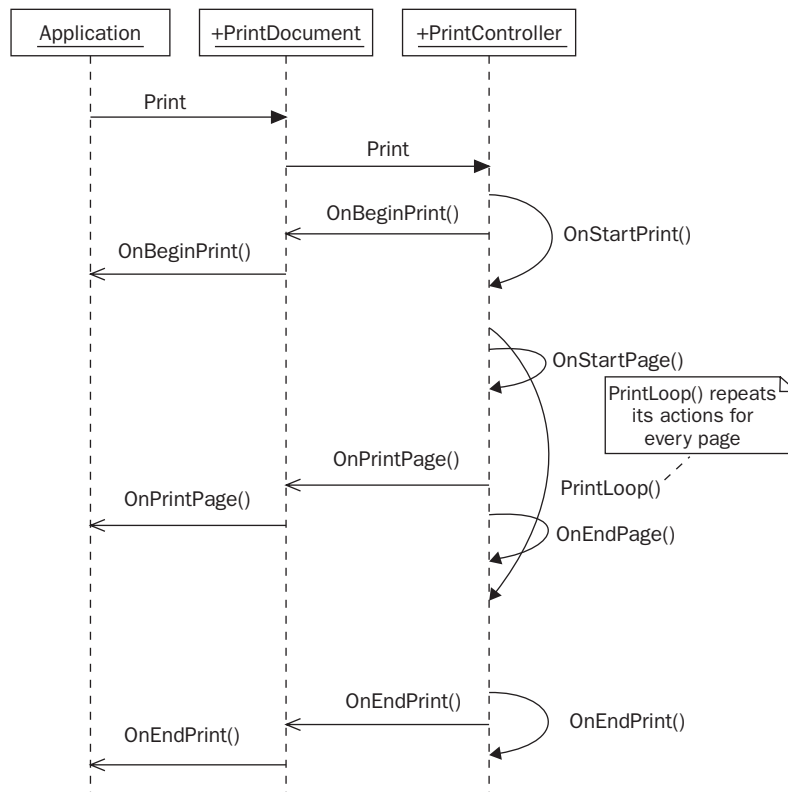 Application
+PrintDocument
+PrintController
Print
Print
OnBeginPrint()
OnStartPrint()
OnBeginPrint()
OnStartPage()
PrintLoop() repeats
its actions for
every page
OnPrintPage()
PrintLoop()
OnPrintPage()
OnEndPage()
OnEndPrint()
OnEndPrint()
OnEndPrint()